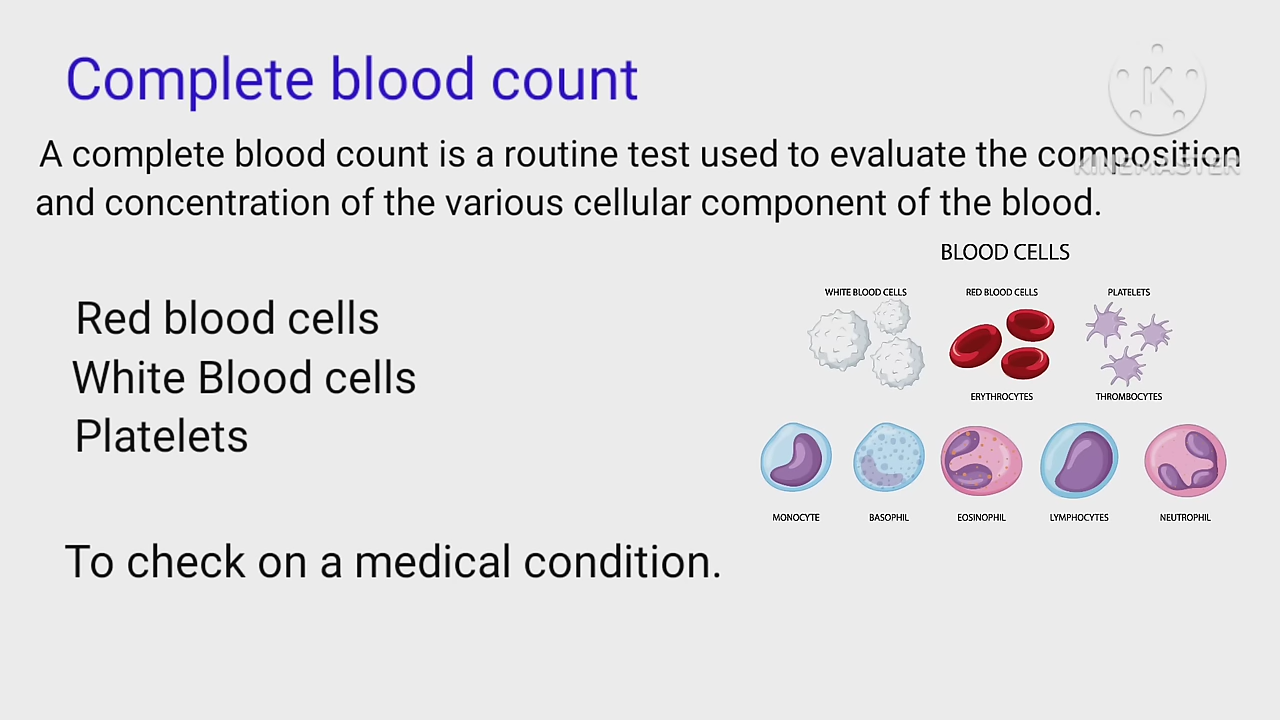 Complete blood count
K
KINEMASTER
A complete blood count is a routine test used to evaluate the composition
and concentration of the various cellular component of the blood.
BLOOD CELLS
WHITE BLOOD CELLS
RED BLOOD CELLS
PLATELETS
Red blood cells
White Blood cells
Platelets
ERYTHROCYTES
THROMBOCYTES
MONOCYTE
BASOPHIL
EOSINOPHIL
LYMPHOCYTES
NEUTROPHIL
To check on a medical condition.